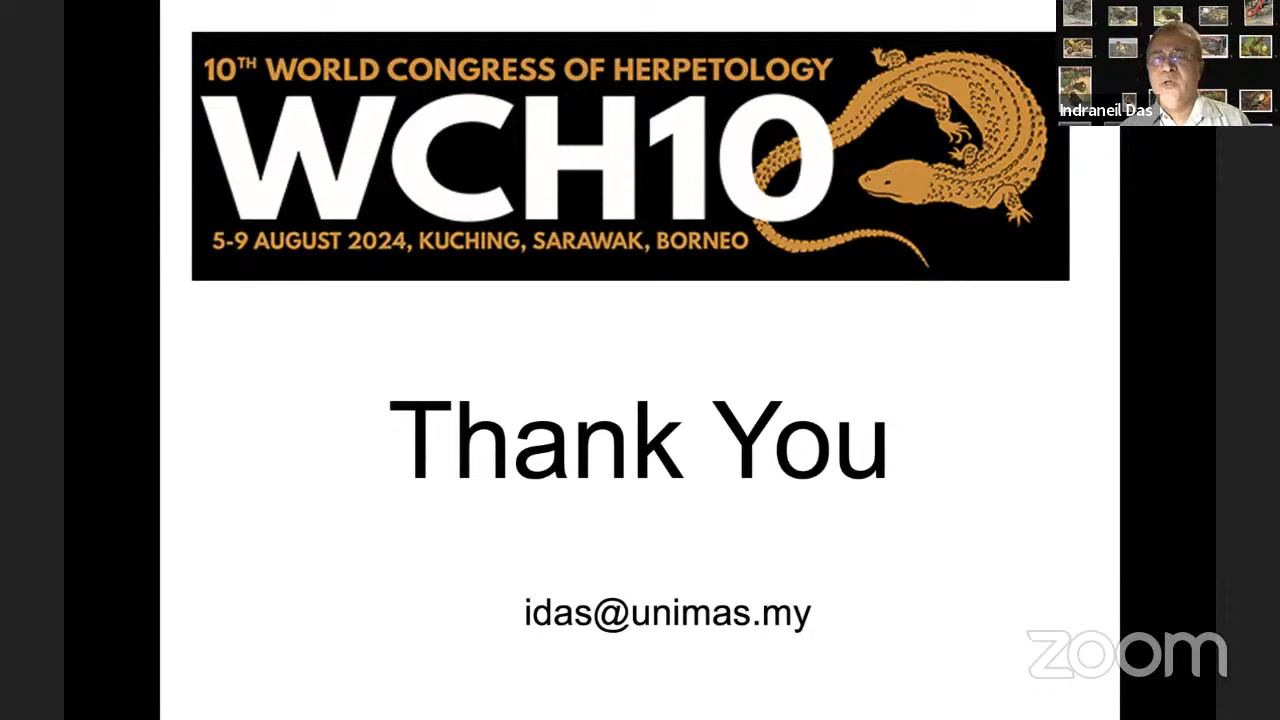 10TH WORLD CONGRESS OF HERPETOLOGY
WCH10
5-9 AUGUST 2024, KUCHING, SARAWAK, BORNEO
Indraneil Das
Thank You
idas@unimas.my
zoom